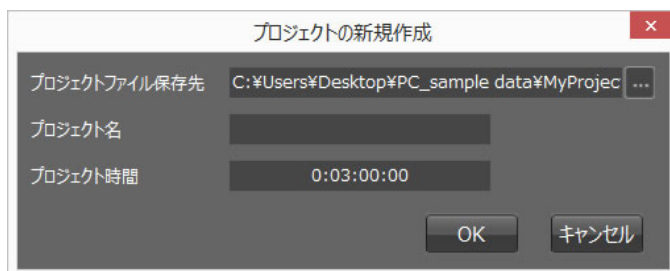 プロジェクトの新規作成
プロジェクトファイル保存先 C:¥Users¥Desktop¥PC_sample data¥MyProjec ...
プロジェクト名
プロジェクト時間 0:03:00:00
OK キャンセル